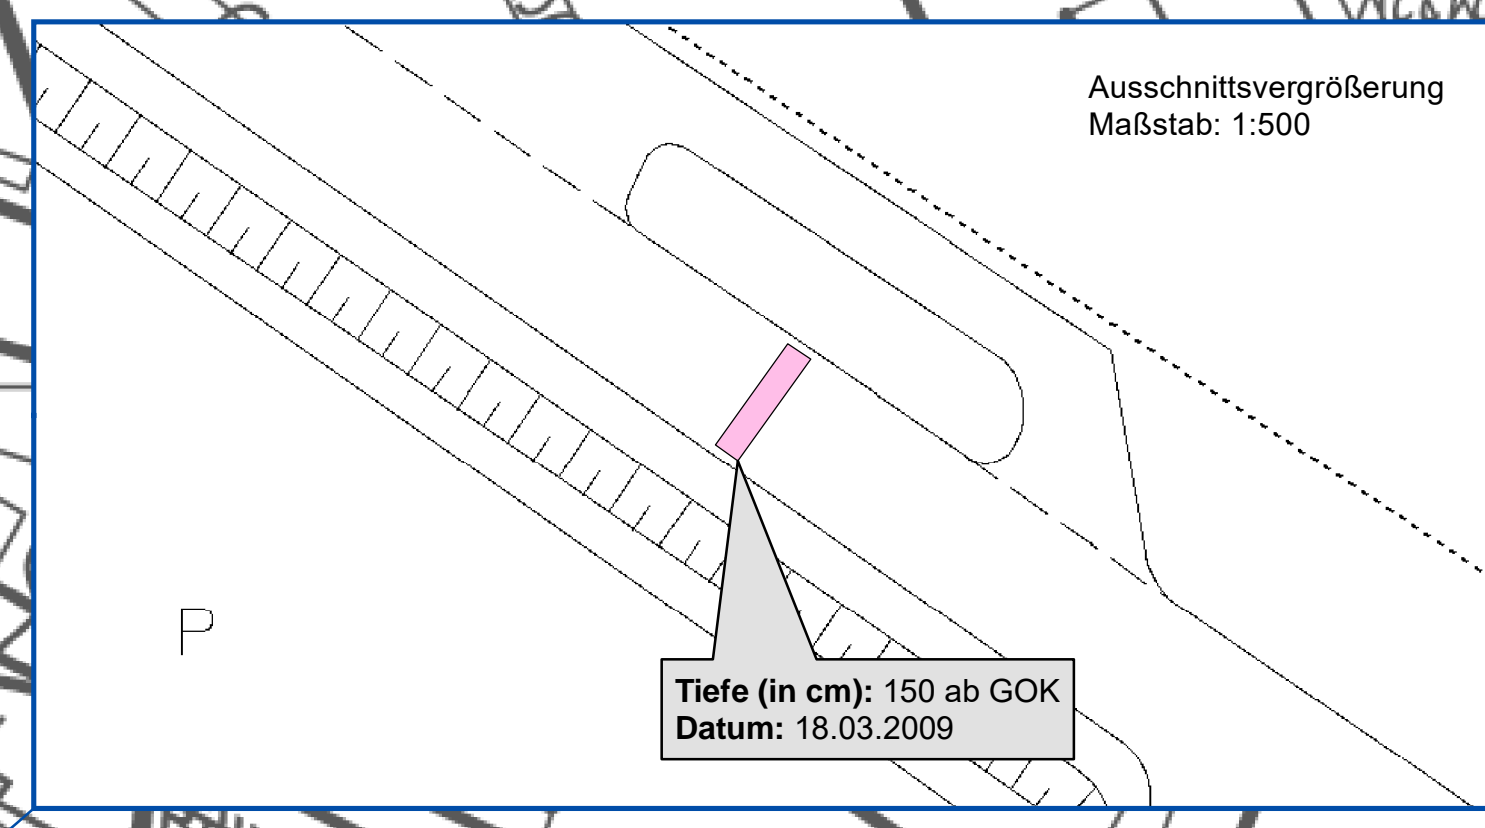 Ausschnittsvergrößerung
Maßstab: 1:500
P
Tiefe (in cm): 150 ab GOK
Datum: 18.03.2009